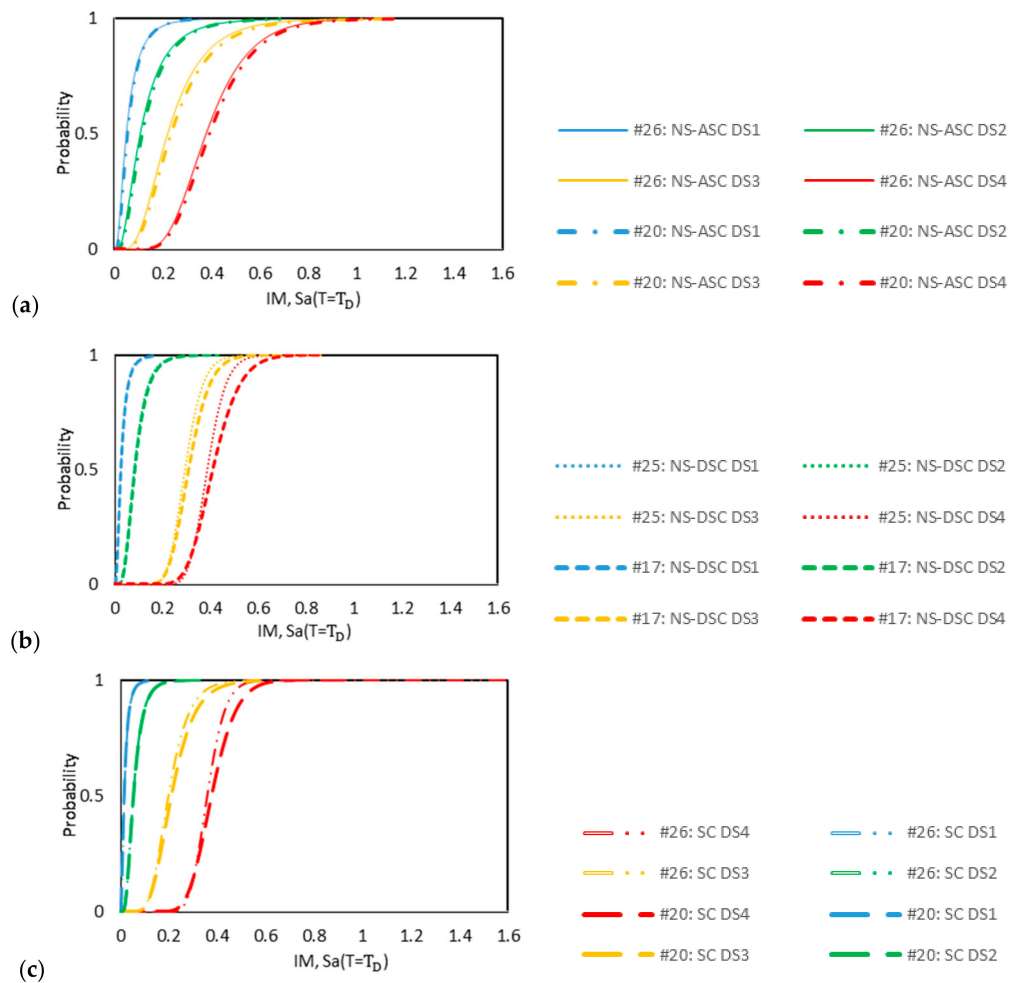 1
0.5
0
Probability
0 0.2 0.4 0.6 0.8 1 1.2 1.4 1.6
IM, Sa(T=T_D)
(a)
#26: NS-ASC DS1 #26: NS-ASC DS2
#26: NS-ASC DS3 #26: NS-ASC DS4
#20: NS-ASC DS1 #20: NS-ASC DS2
#20: NS-ASC DS3 #20: NS-ASC DS4
1
0.5
0
Probability
0 0.2 0.4 0.6 0.8 1 1.2 1.4 1.6
IM, Sa(T=T_D)
(b)
#25: NS-DSC DS1 #25: NS-DSC DS2
#25: NS-DSC DS3 #25: NS-DSC DS4
#17: NS-DSC DS1 #17: NS-DSC DS2
#17: NS-DSC DS3 #17: NS-DSC DS4
1
0.5
0
Probability
0 0.2 0.4 0.6 0.8 1 1.2 1.4 1.6
IM, Sa(T=T_D)
(c)
#26: SC DS4 #26: SC DS1
#26: SC DS3 #26: SC DS2
#20: SC DS4 #20: SC DS1
#20: SC DS3 #20: SC DS2